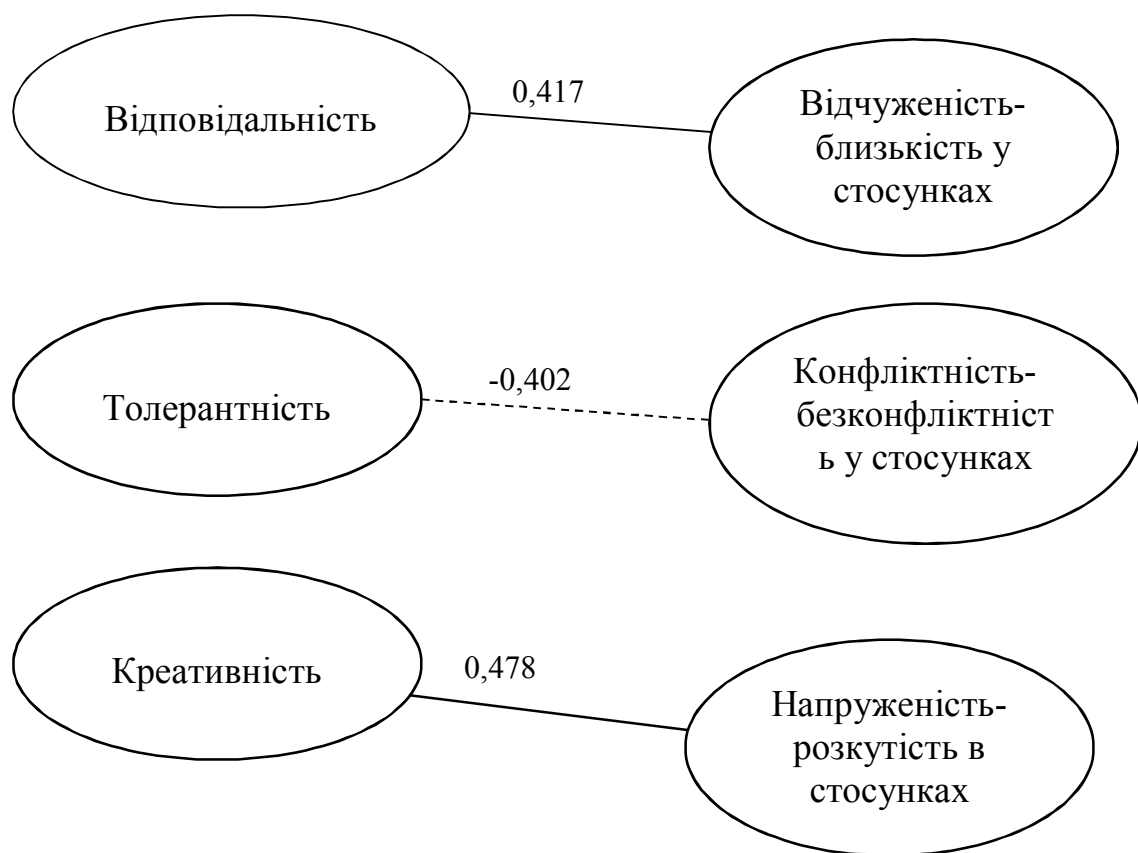 Відповідальність
0,417
Відчуженість-
близькість у
стосунках
Толерантність
-0,402
Конфліктність-
безконфліктніст
ь у стосунках
Креативність
0,478
Напруженість-
розкутість в
стосунках